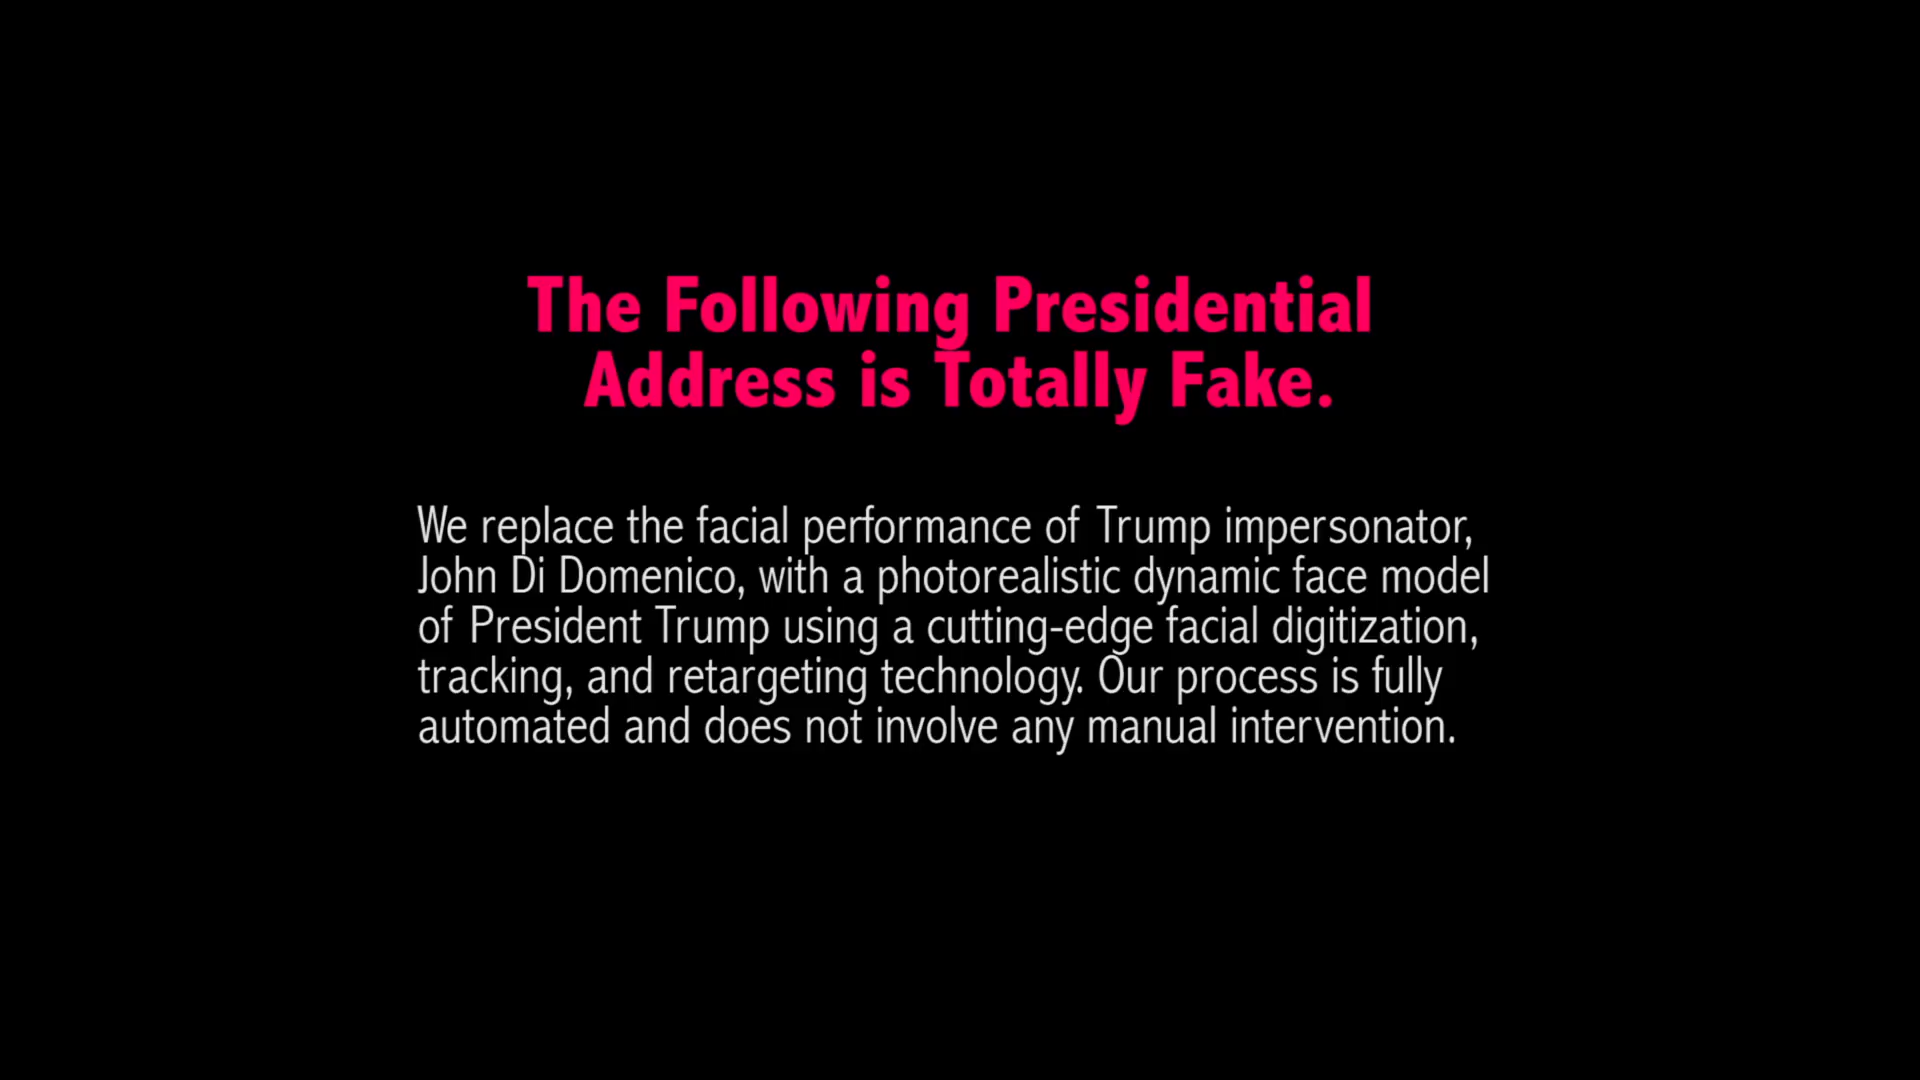 The Following Presidential
Address is Totally Fake.
We replace the facial performance of Trump impersonator,
John Di Domenico, with a photorealistic dynamic face model
of President Trump using a cutting-edge facial digitization,
tracking, and retargeting technology. Our process is fully
automated and does not involve any manual intervention.